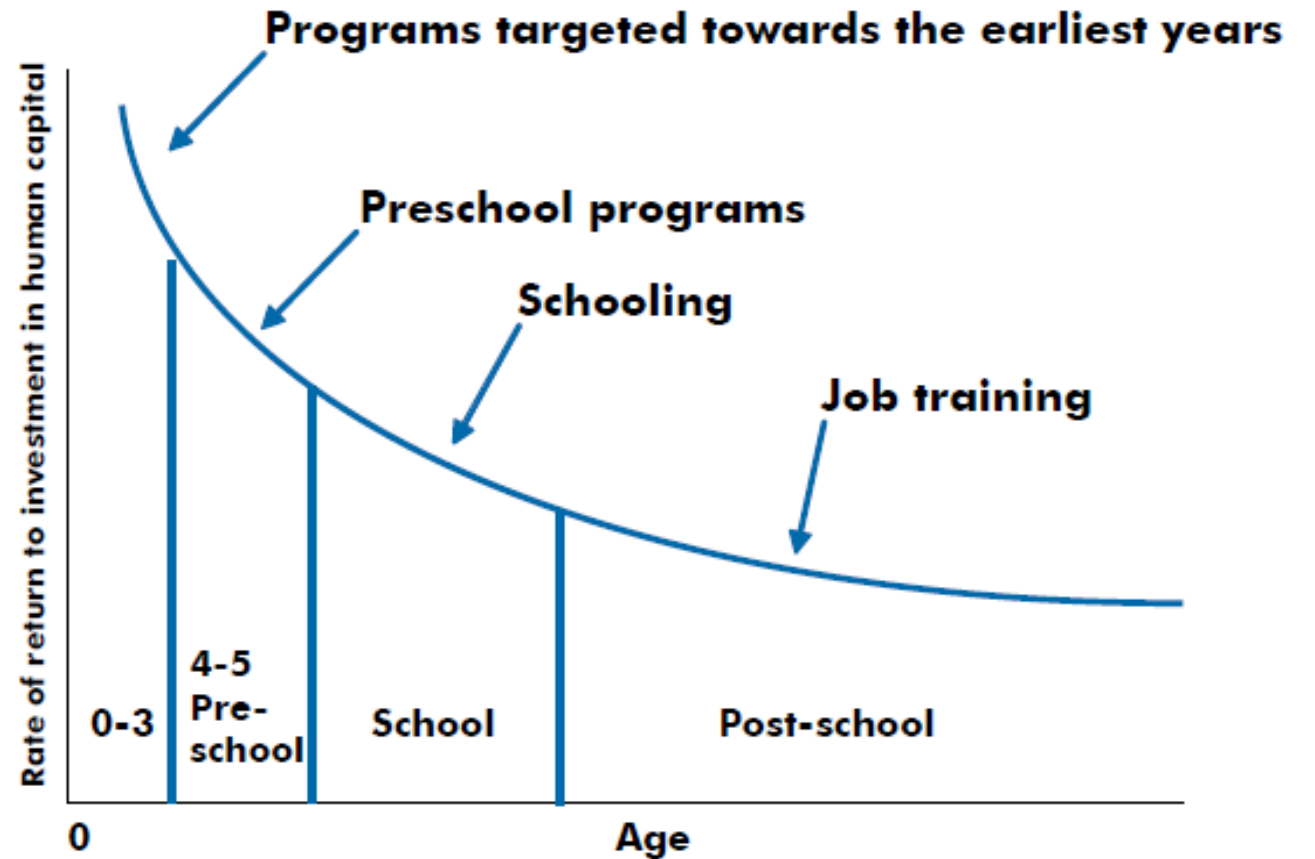 Programs targeted towards the earliest years
Rate of return to investment in human capital
Preschool programs
Schooling
Job training
0-3
4-5
Pre-
school
School
Post-school
0
Age